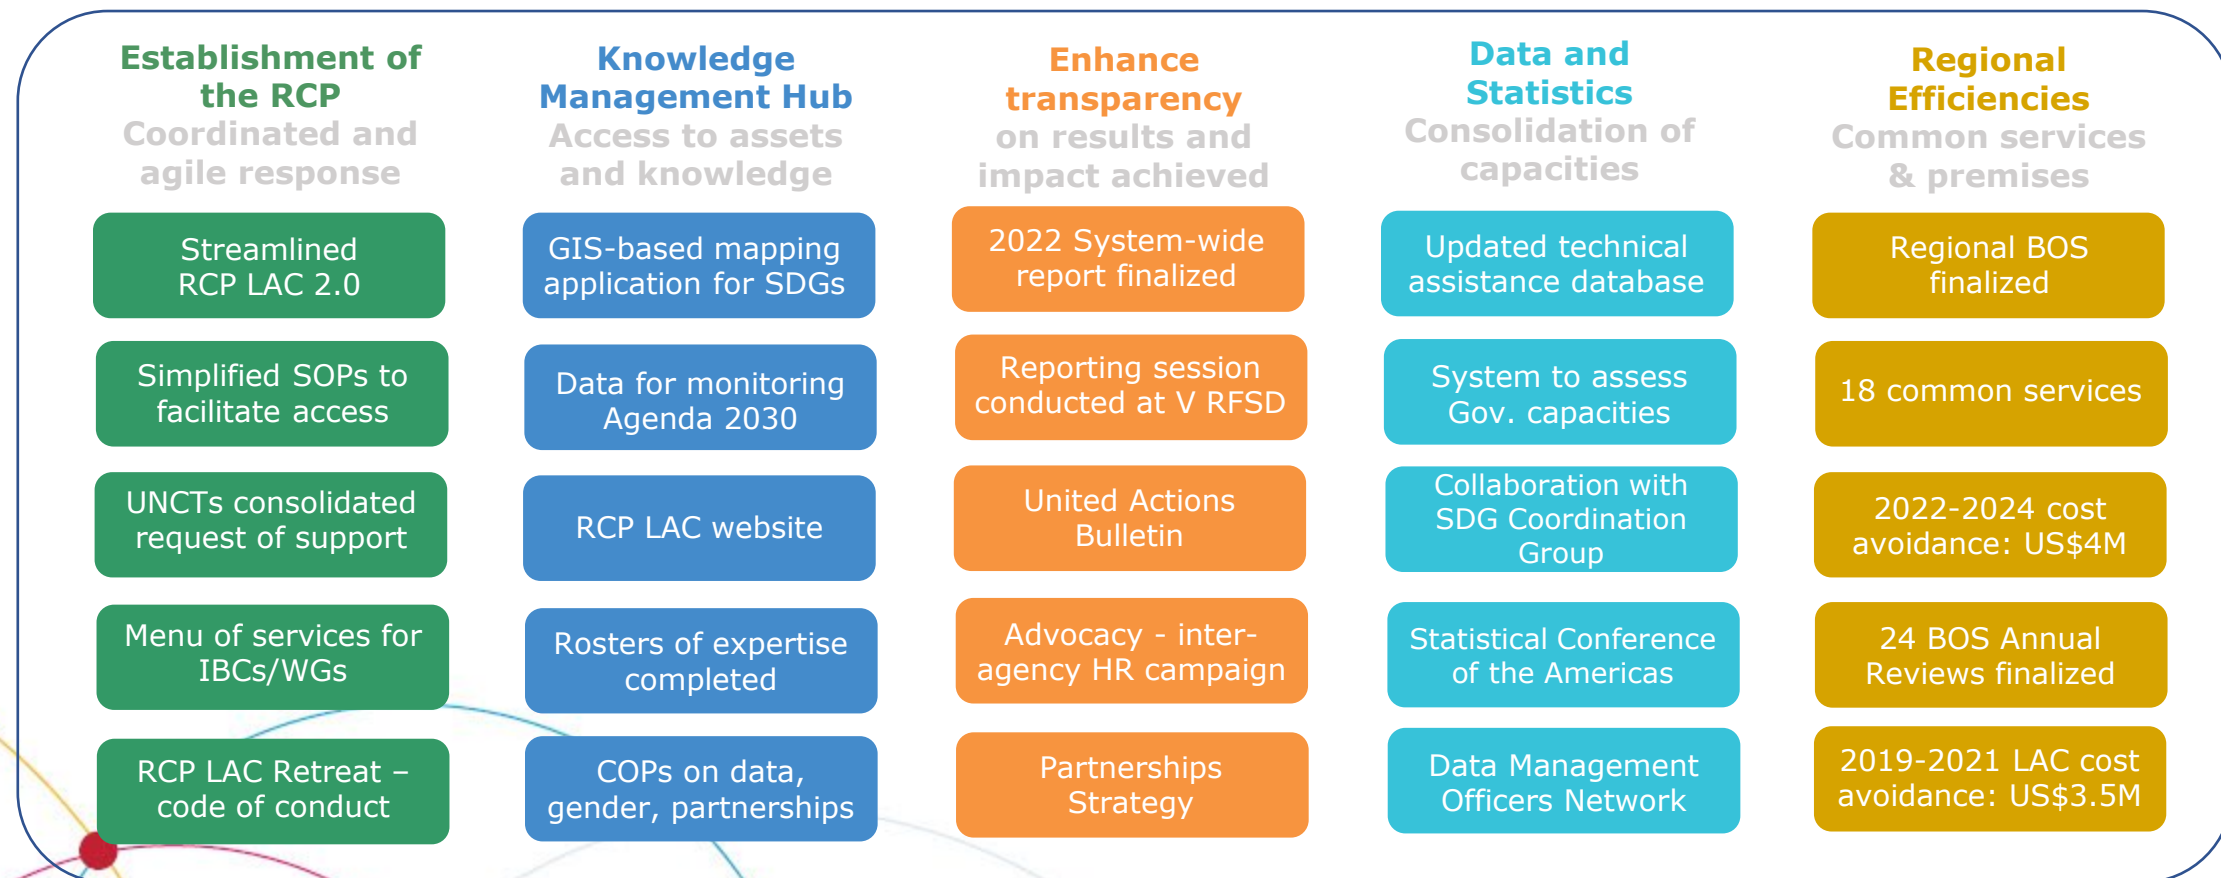 Establishment of
the RCP
Coordinated and
agile response
Streamlined
RCP LAC 2.0
Simplified SOPs to
facilitate access
UNCTs consolidated
request of support
Menu of services for
IBCs/WGs
RCP LAC Retreat –
code of conduct
Knowledge
Management Hub
Access to assets
and knowledge
GIS-based mapping
application for SDGs
Data for monitoring
Agenda 2030
RCP LAC website
Rosters of expertise
completed
COPs on data,
gender, partnerships
Enhance
transparency
on results and
impact achieved
2022 System-wide
report finalized
Reporting session
conducted at V RFSD
United Actions
Bulletin
Advocacy - inter-
agency HR campaign
Partnerships
Strategy
Data and
Statistics
Consolidation of
capacities
Updated technical
assistance database
System to assess
Gov. capacities
Collaboration with
SDG Coordination
Group
Statistical Conference
of the Americas
Data Management
Officers Network
Regional
Efficiencies
Common services
& premises
Regional BOS
finalized
18 common services
2022-2024 cost
avoidance: US$4M
24 BOS Annual
Reviews finalized
2019-2021 LAC cost
avoidance: US$3.5M